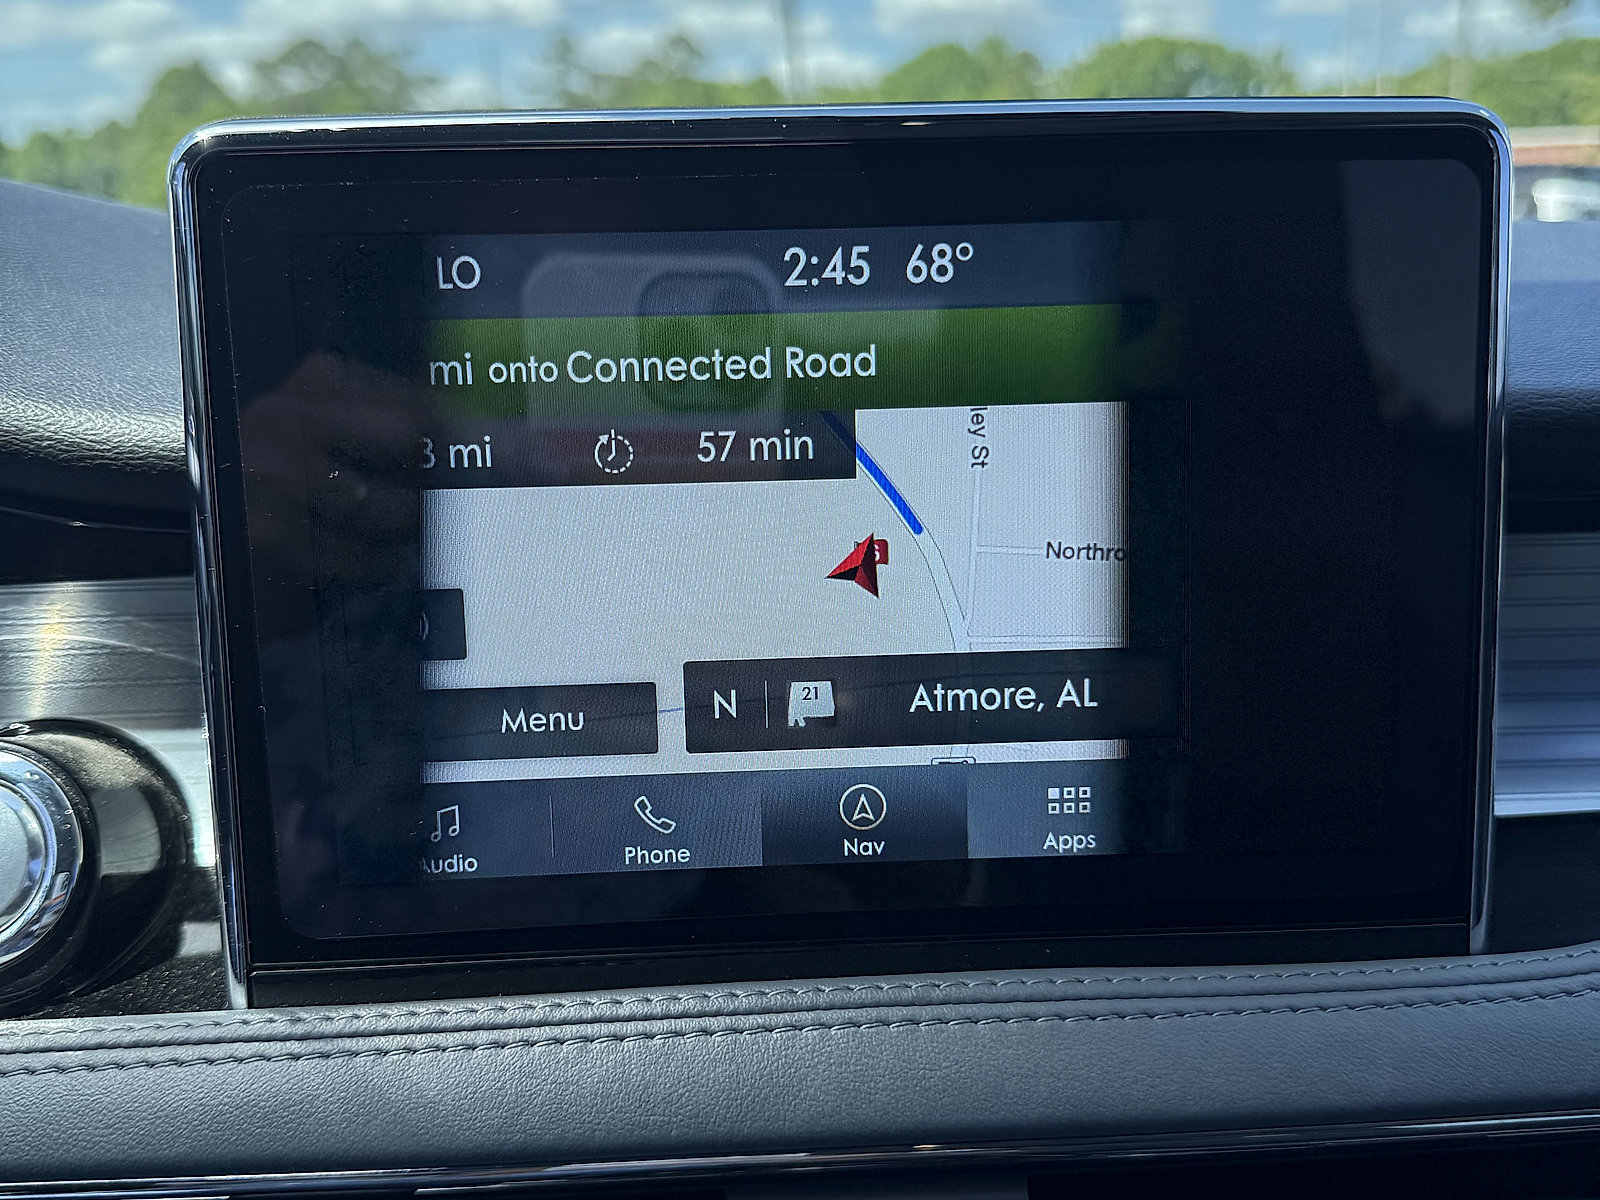 LO 2:45 68°
mi onto Connected Road
3 mi 57 min
ley St
Northro
Menu
N 21 Atmore, AL
Audio Phone Nav Apps